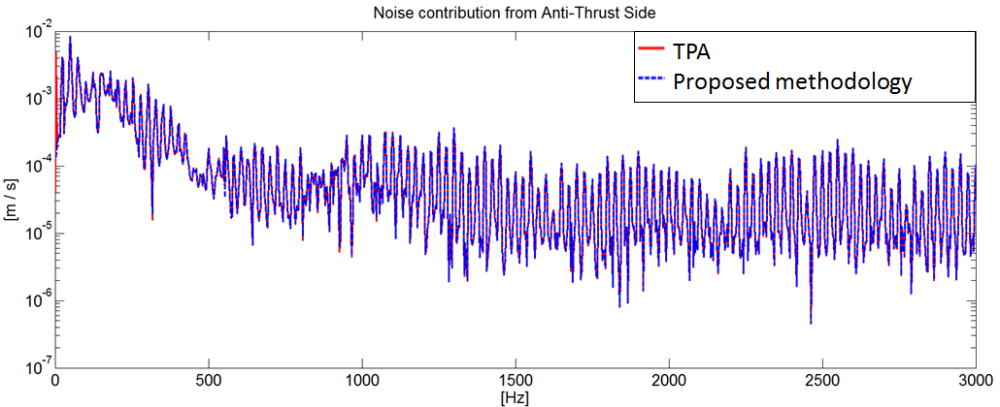 Noise contribution from Anti-Thrust Side
TPA
Proposed methodology
[m / s]
10^-2
10^-3
10^-4
10^-5
10^-6
10^-7
0 500 1000 1500 2000 2500 3000
[Hz]